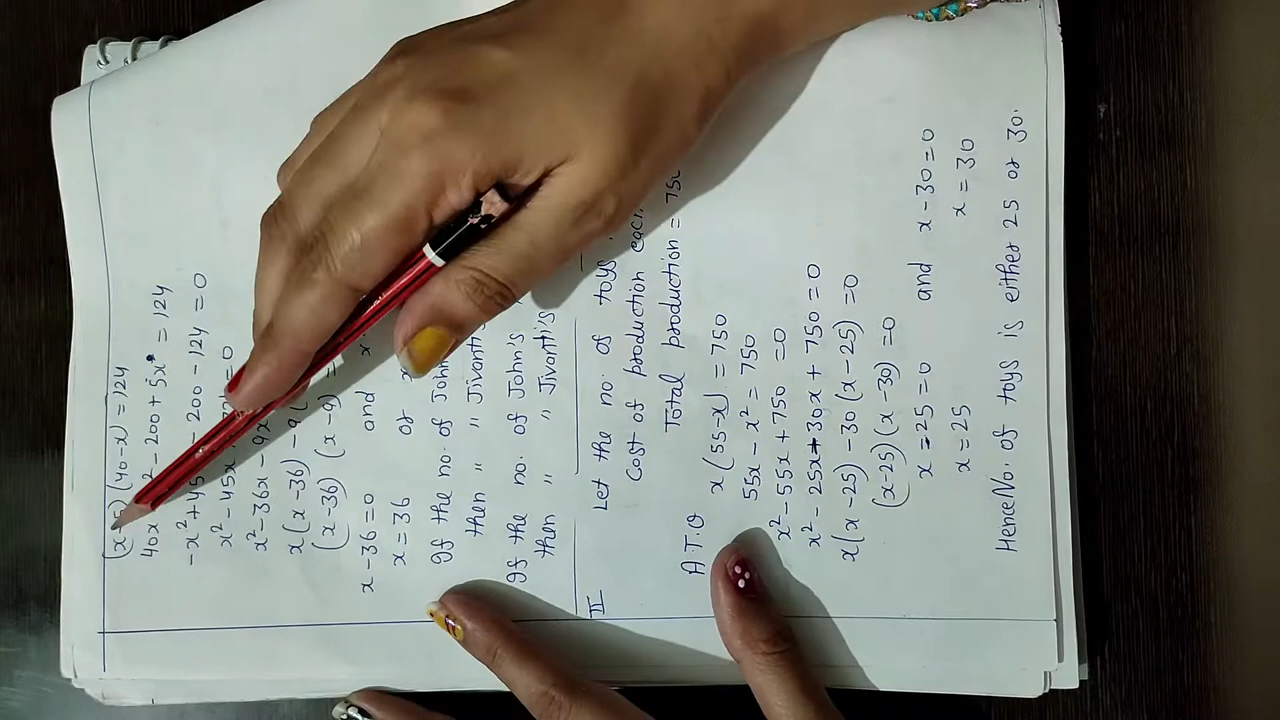 (x-5) (40-x) = 124
40x x² - 200 + 5x = 124
-x² + 45 - 200 - 124 = 0
x² - 45x = 0
x² - 36x - 9x
x(x-36) - 9(
(x-36) (x-9) =
x - 36 = 0 and x
x = 36 or x
If the no. of John's
then " " Jivanti's
If the no. of John's
then " " Jivanti's
II Let the no. of toys
Cost of production each
Total production = 750
A.T.Q
x(55-x) = 750
55x - x² = 750
x² - 55x + 750 = 0
x² - 25x - 30x + 750 = 0
x(x-25) - 30(x-25) = 0
(x-25)(x-30) = 0
x - 25 = 0 and x - 30 = 0
x = 25 x = 30
Hence No. of toys is either 25 or 30.